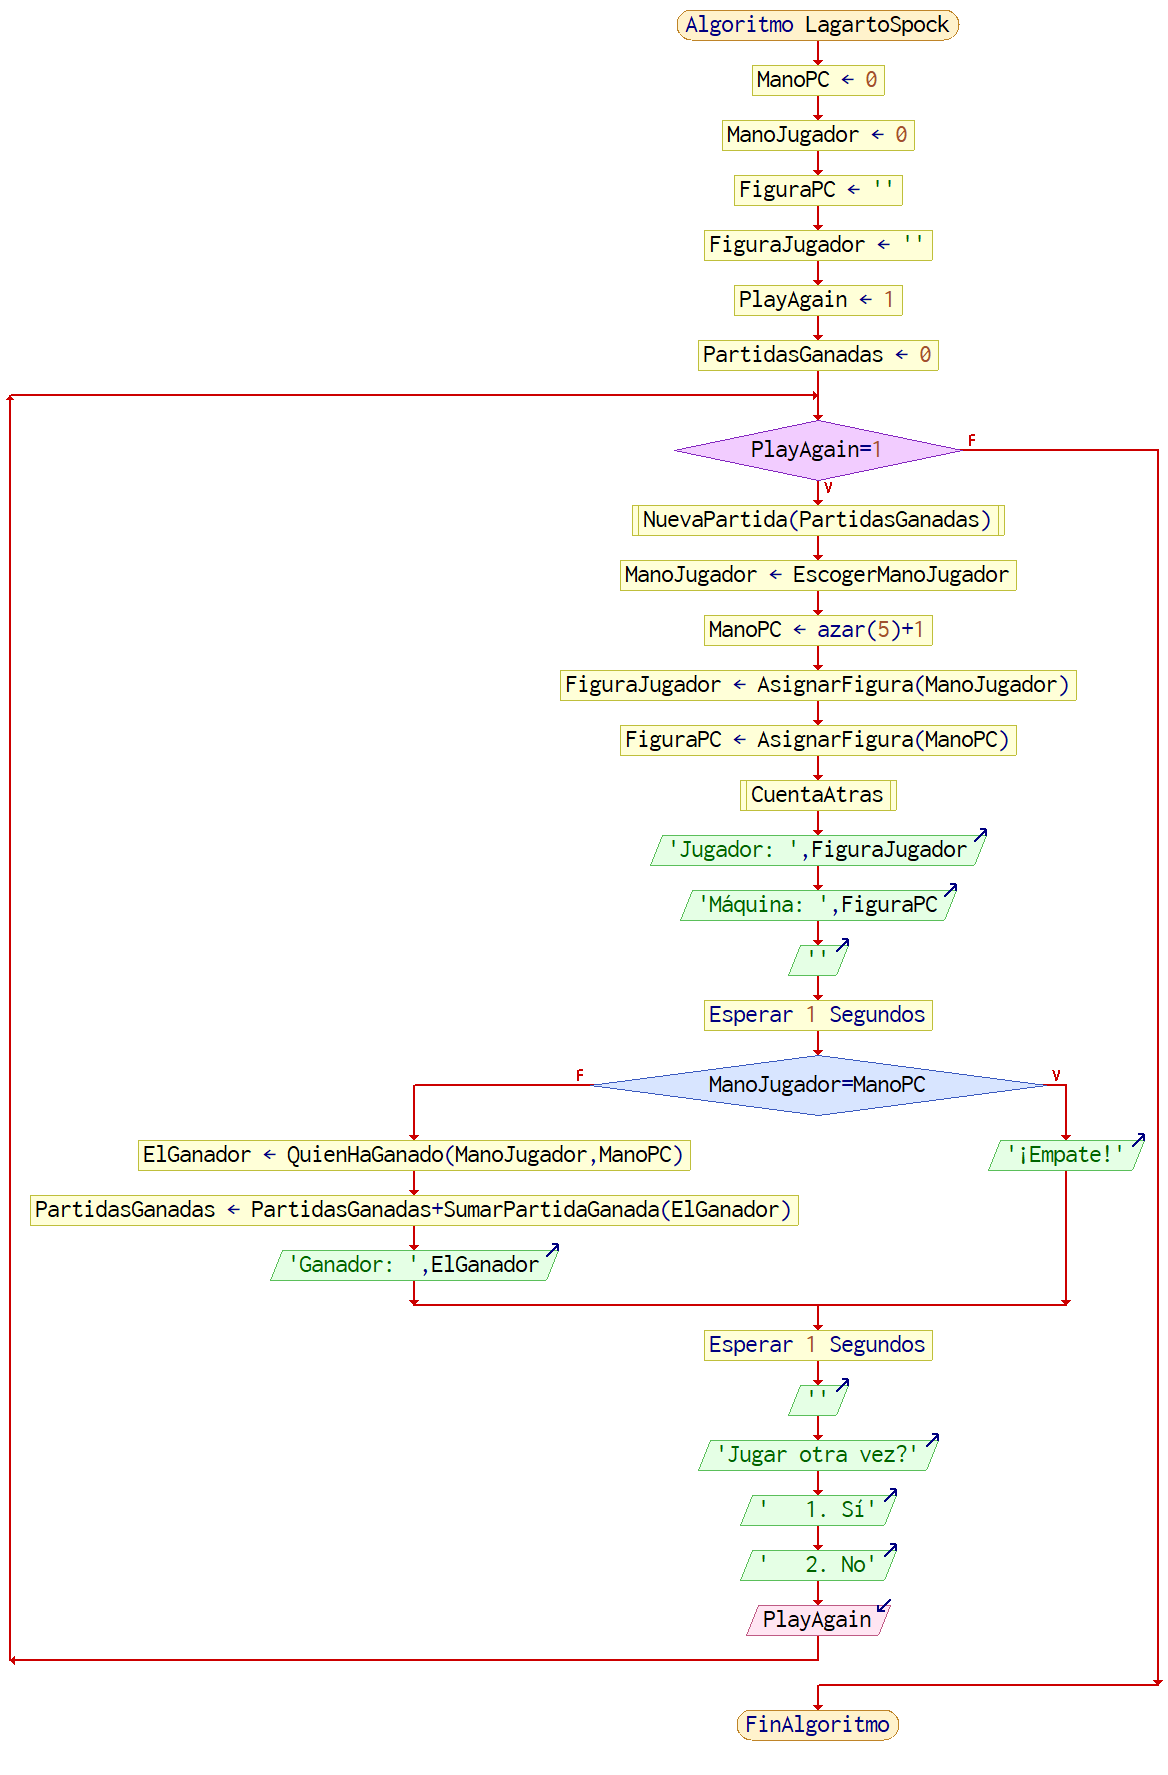 Algoritmo LagartoSpock
ManoPC ← 0
ManoJugador ← 0
FiguraPC ← ''
FiguraJugador ← ''
PlayAgain ← 1
PartidasGanadas ← 0
PlayAgain=1
F
V
NuevaPartida(PartidasGanadas)
ManoJugador ← EscogerManoJugador
ManoPC ← azar(5)+1
FiguraJugador ← AsignarFigura(ManoJugador)
FiguraPC ← AsignarFigura(ManoPC)
CuentaAtras
'Jugador: ',FiguraJugador
'Máquina: ',FiguraPC
''
Esperar 1 Segundos
F
ManoJugador=ManoPC
V
ElGanador ← QuienHaGanado(ManoJugador,ManoPC)
'¡Empate!'
PartidasGanadas ← PartidasGanadas+SumarPartidaGanada(ElGanador)
'Ganador: ',ElGanador
Esperar 1 Segundos
''
'Jugar otra vez?'
'   1. Sí'
'   2. No'
PlayAgain
FinAlgoritmo